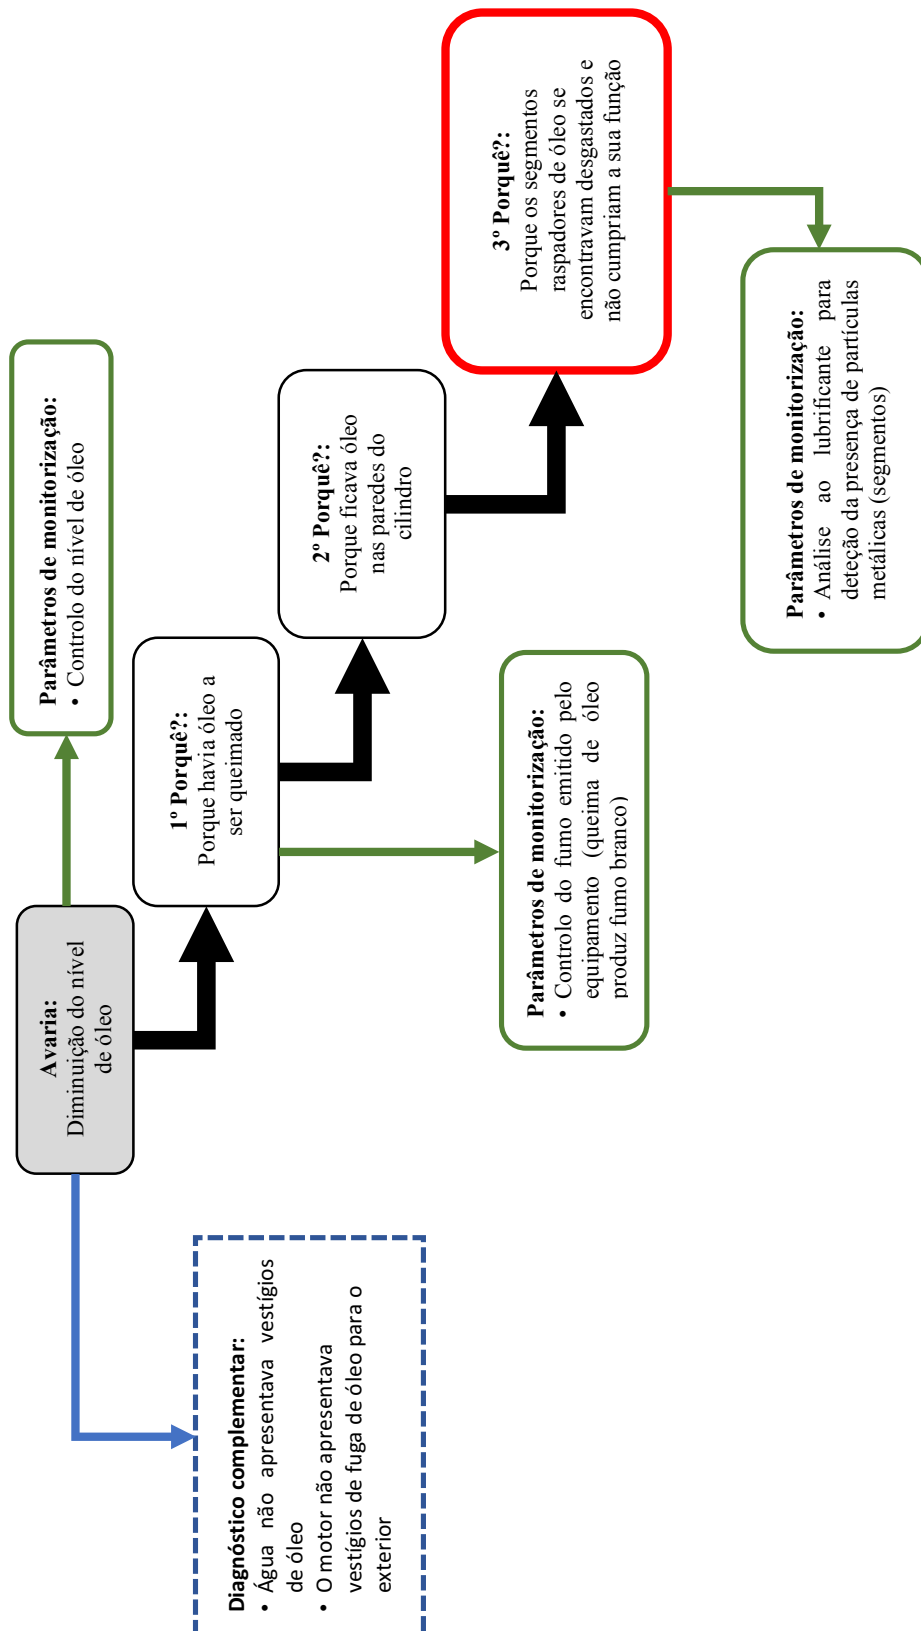 Avaria:
Diminuição do nível
de óleo
Parâmetros de monitorização:
• Controlo do nível de óleo
Diagnóstico complementar:
• Água não apresentava vestígios
de óleo
• O motor não apresentava
vestígios de fuga de óleo para o
exterior
1º Porquê?:
Porque havia óleo a
ser queimado
Parâmetros de monitorização:
• Controlo do fumo emitido pelo
equipamento (queima de óleo
produz fumo branco)
2º Porquê?:
Porque ficava óleo
nas paredes do
cilindro
3º Porquê?:
Porque os segmentos
raspadores de óleo se
encontravam desgastados e
não cumpriam a sua função
Parâmetros de monitorização:
• Análise ao lubrificante para
deteção da presença de partículas
metálicas (segmentos)